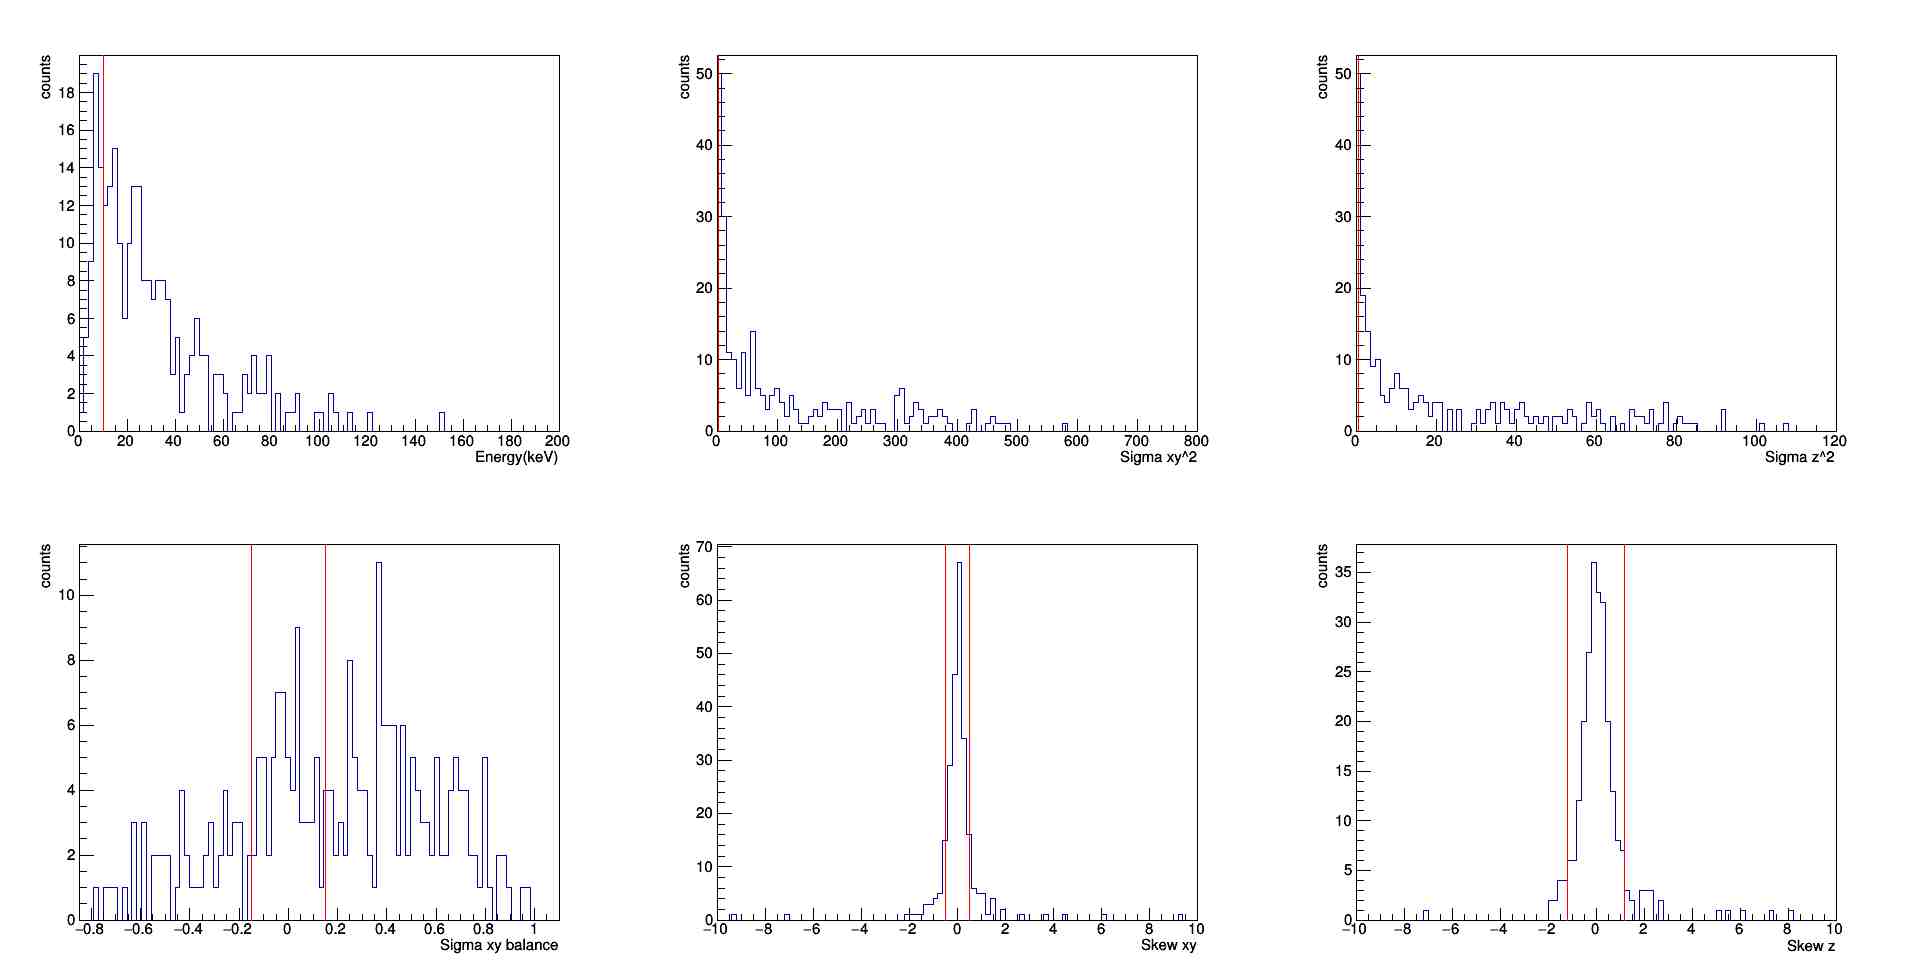 counts
18
16
14
12
10
8
6
4
2
0
0 20 40 60 80 100 120 140 160 180 200
Energy(keV)
counts
50
40
30
20
10
0
0 100 200 300 400 500 600 700 800
Sigma xy^2
counts
50
40
30
20
10
0
0 20 40 60 80 100 120
Sigma z^2
counts
10
8
6
4
2
0
−0.8 −0.6 −0.4 −0.2 0 0.2 0.4 0.6 0.8 1
Sigma xy balance
counts
70
60
50
40
30
20
10
0
−10 −8 −6 −4 −2 0 2 4 6 8 10
Skew xy
counts
35
30
25
20
15
10
5
0
−10 −8 −6 −4 −2 0 2 4 6 8 10
Skew z